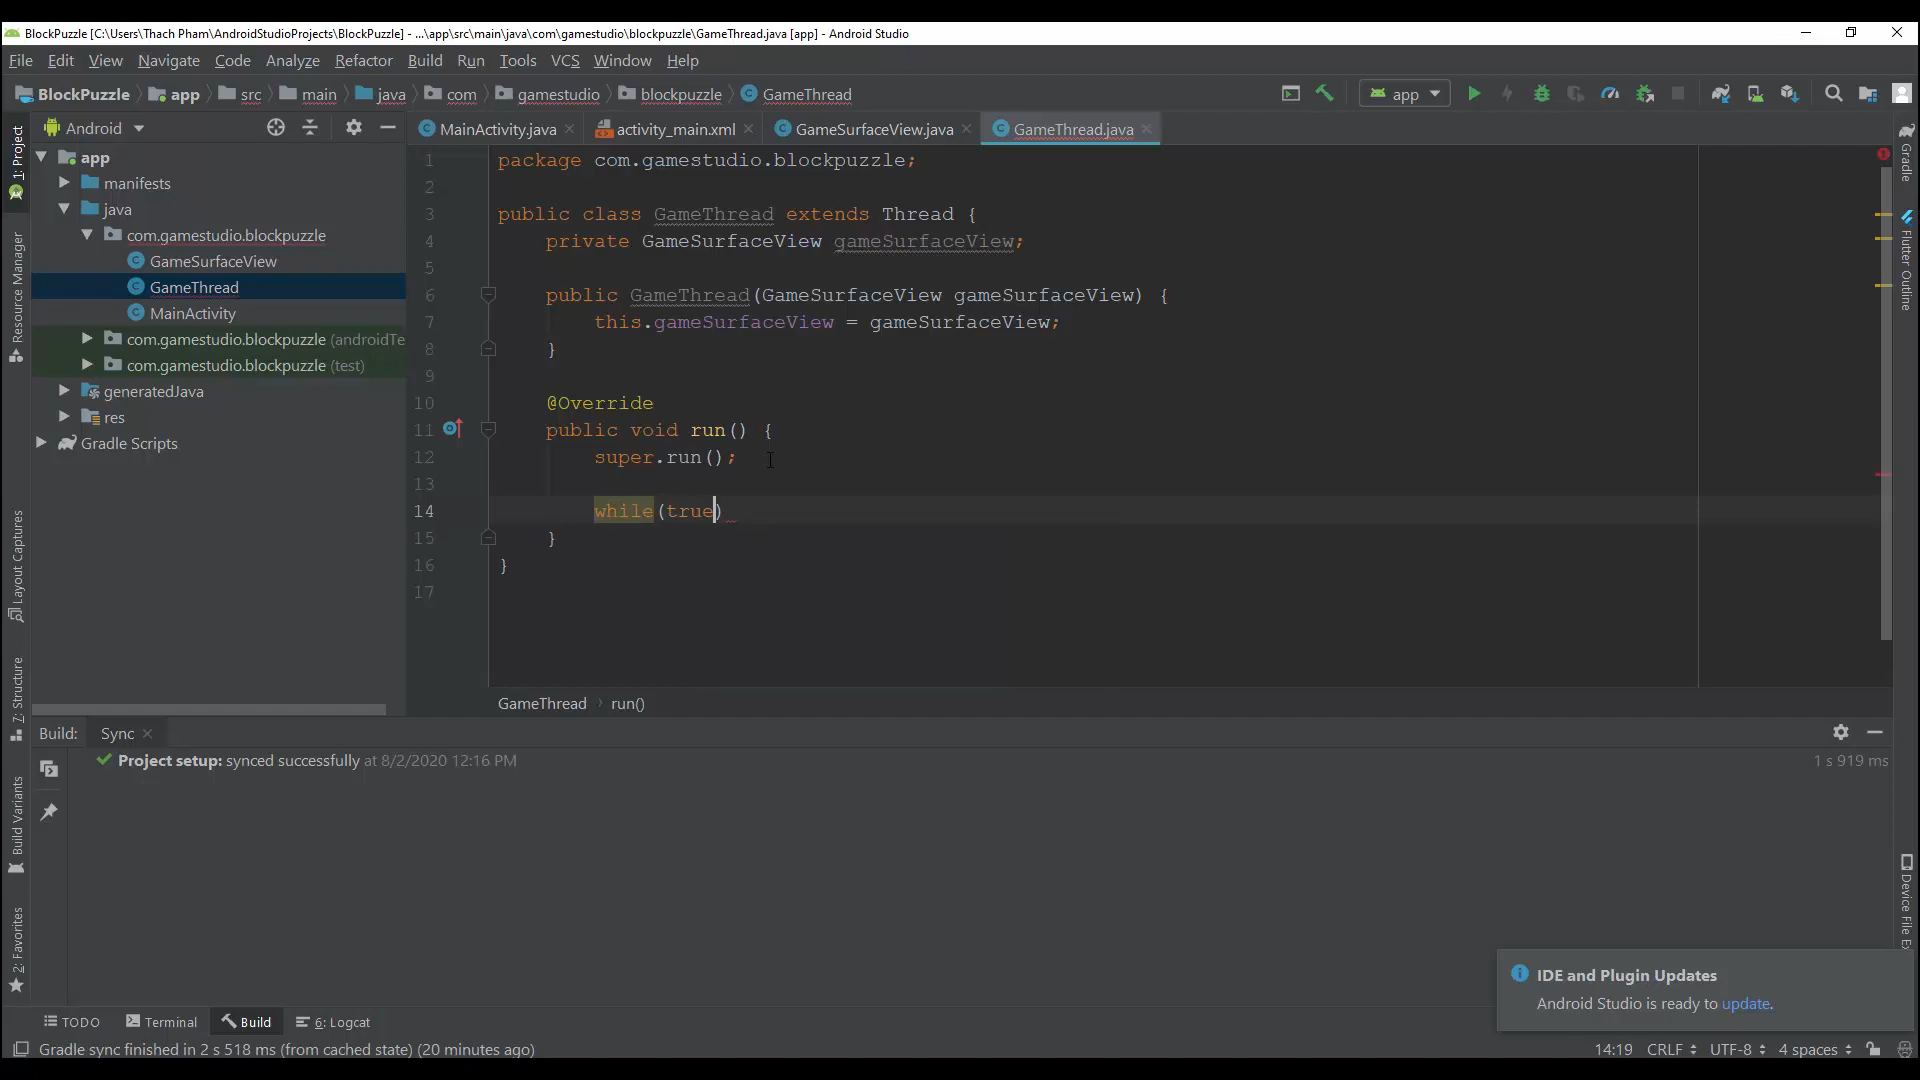 BlockPuzzle [C:\Users\Thach Pham\AndroidStudioProjects\BlockPuzzle] - ...\app\src\main\java\com\gamestudio\blockpuzzle\GameThread.java [app] - Android Studio
File Edit View Navigate Code Analyze Refactor Build Run Tools VCS Window Help
BlockPuzzle app src main java com gamestudio blockpuzzle GameThread app
Android
MainActivity.java activity_main.xml GameSurfaceView.java GameThread.java
app
manifests
java
com.gamestudio.blockpuzzle
GameSurfaceView
GameThread
MainActivity
com.gamestudio.blockpuzzle (androidTe
com.gamestudio.blockpuzzle (test)
generatedJava
res
Gradle Scripts
1 package com.gamestudio.blockpuzzle;
2
3 public class GameThread extends Thread {
4 private GameSurfaceView gameSurfaceView;
5
6 public GameThread(GameSurfaceView gameSurfaceView) {
7 this.gameSurfaceView = gameSurfaceView;
8 }
9
10 @Override
11 public void run() {
12 super.run();
13
14 while(true)
15 }
16 }
17
GameThread run()
1: Project
Resource Manager
Layout Captures
7: Structure
Build Variants
2: Favorites
Gradle
Flutter Outline
Device File Ex
Build: Sync
Project setup: synced successfully at 8/2/2020 12:16 PM 1 s 919 ms
IDE and Plugin Updates
Android Studio is ready to update.
TODO Terminal Build 6: Logcat
Gradle sync finished in 2 s 518 ms (from cached state) (20 minutes ago) 14:19 CRLF UTF-8 4 spaces